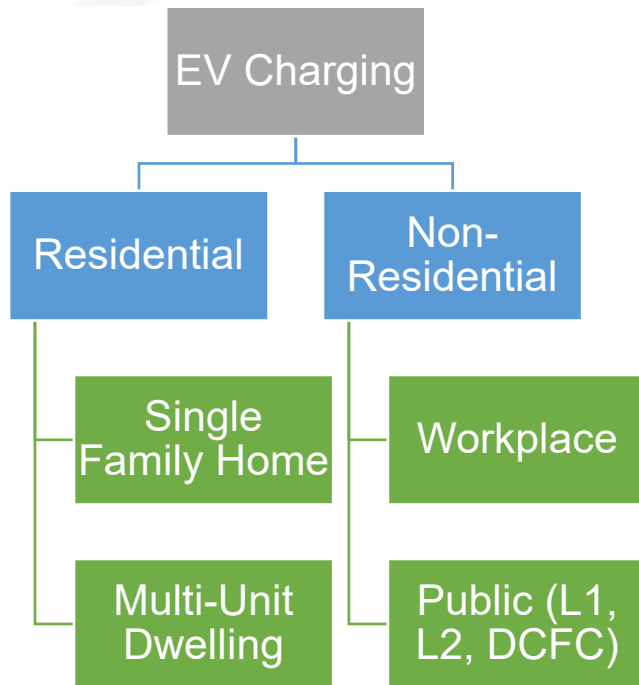 EV Charging
Residential
Non-
Residential
Single
Family Home
Workplace
Multi-Unit
Dwelling
Public (L1,
L2, DCFC)